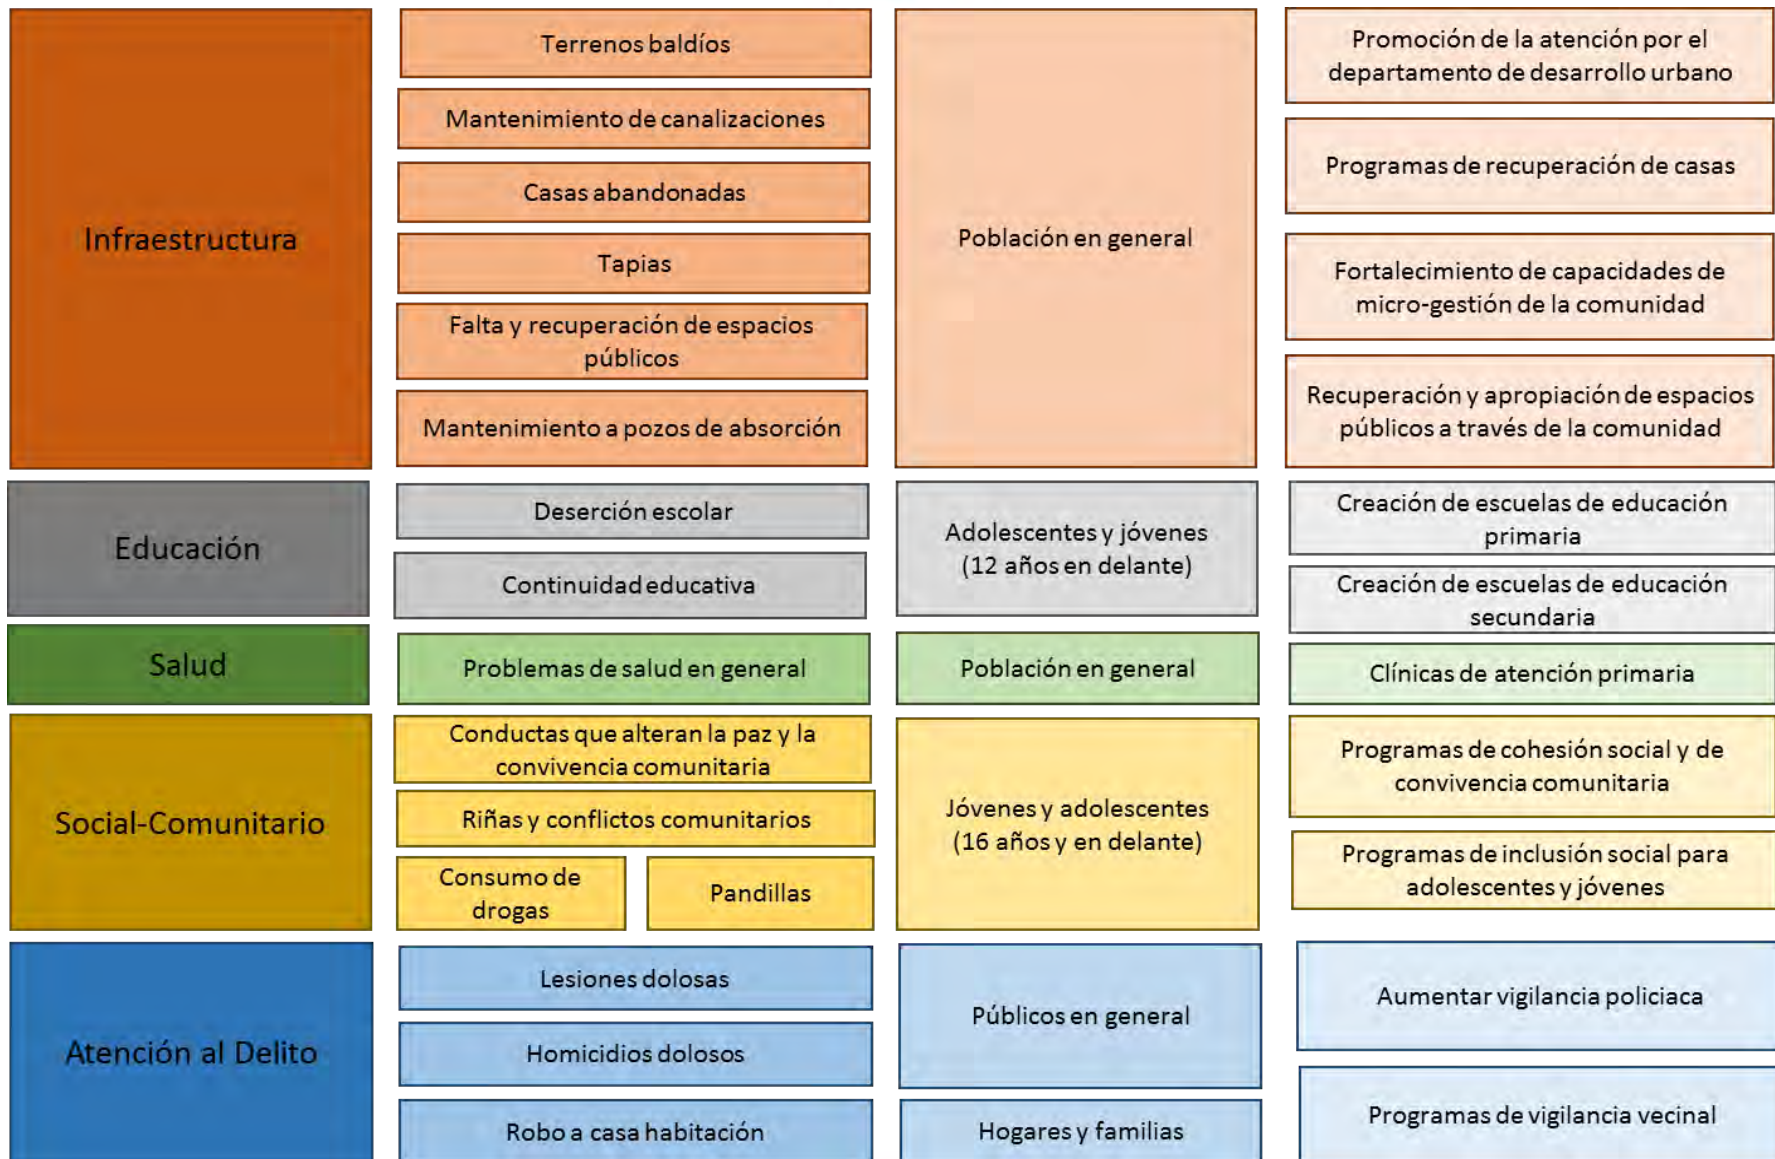 Infraestructura
Terrenos baldíos
Mantenimiento de canalizaciones
Casas abandonadas
Tapias
Falta y recuperación de espacios
públicos
Mantenimiento a pozos de absorción
Población en general
Promoción de la atención por el
departamento de desarrollo urbano
Programas de recuperación de casas
Fortalecimiento de capacidades de
micro-gestión de la comunidad
Recuperación y apropiación de espacios
públicos a través de la comunidad
Educación
Deserción escolar
Continuidad educativa
Adolescentes y jóvenes
(12 años en delante)
Creación de escuelas de educación
primaria
Creación de escuelas de educación
secundaria
Salud
Problemas de salud en general
Población en general
Clínicas de atención primaria
Social-Comunitario
Conductas que alteran la paz y la
convivencia comunitaria
Riñas y conflictos comunitarios
Consumo de
drogas
Pandillas
Jóvenes y adolescentes
(16 años y en delante)
Programas de cohesión social y de
convivencia comunitaria
Programas de inclusión social para
adolescentes y jóvenes
Atención al Delito
Lesiones dolosas
Homicidios dolosos
Robo a casa habitación
Públicos en general
Hogares y familias
Aumentar vigilancia policiaca
Programas de vigilancia vecinal